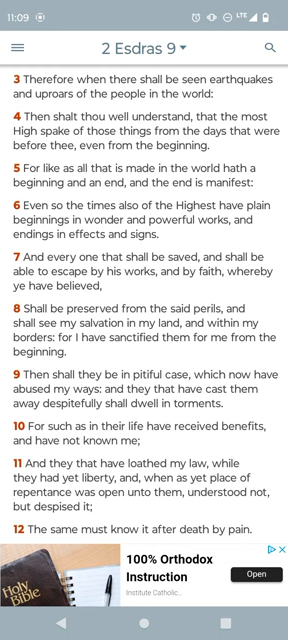 11:09
LTE
2 Esdras 9
3 Therefore when there shall be seen earthquakes
and uproars of the people in the world:
4 Then shalt thou well understand, that the most
High spake of those things from the days that were
before thee, even from the beginning.
5 For like as all that is made in the world hath a
beginning and an end, and the end is manifest:
6 Even so the times also of the Highest have plain
beginnings in wonder and powerful works, and
endings in effects and signs.
7 And every one that shall be saved, and shall be
able to escape by his works, and by faith, whereby
ye have believed,
8 Shall be preserved from the said perils, and
shall see my salvation in my land, and within my
borders: for I have sanctified them for me from the
beginning.
9 Then shall they be in pitiful case, which now have
abused my ways: and they that have cast them
away despitefully shall dwell in torments.
10 For such as in their life have received benefits,
and have not known me;
11 And they that have loathed my law, while
they had yet liberty, and, when as yet place of
repentance was open unto them, understood not,
but despised it;
12 The same must know it after death by pain.
Holy
Bible
100% Orthodox
Instruction
Institute Catholic...
Open